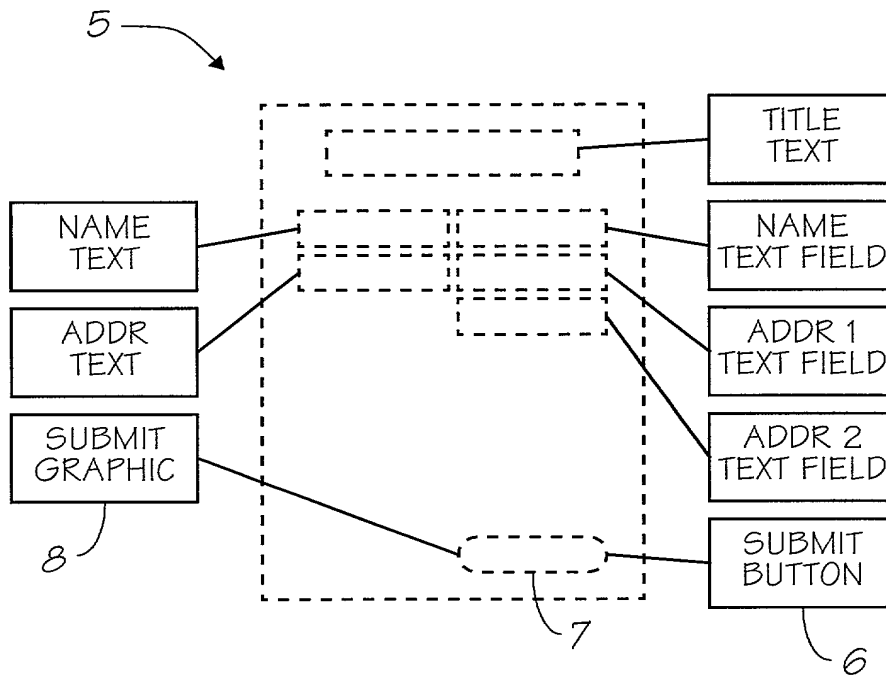 5
TITLE
TEXT
NAME
TEXT
NAME
TEXT FIELD
ADDR
TEXT
ADDR 1
TEXT FIELD
SUBMIT
GRAPHIC
ADDR 2
TEXT FIELD
8
SUBMIT
BUTTON
7
6